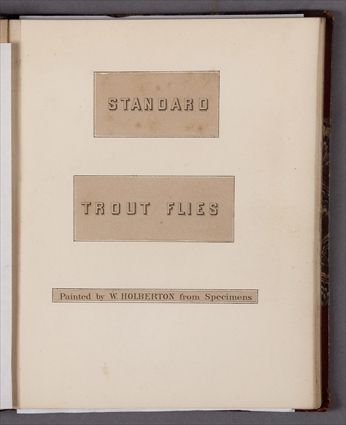 STANDARD
TROUT FLIES
Painted by W. HOLBERTON from Specimens